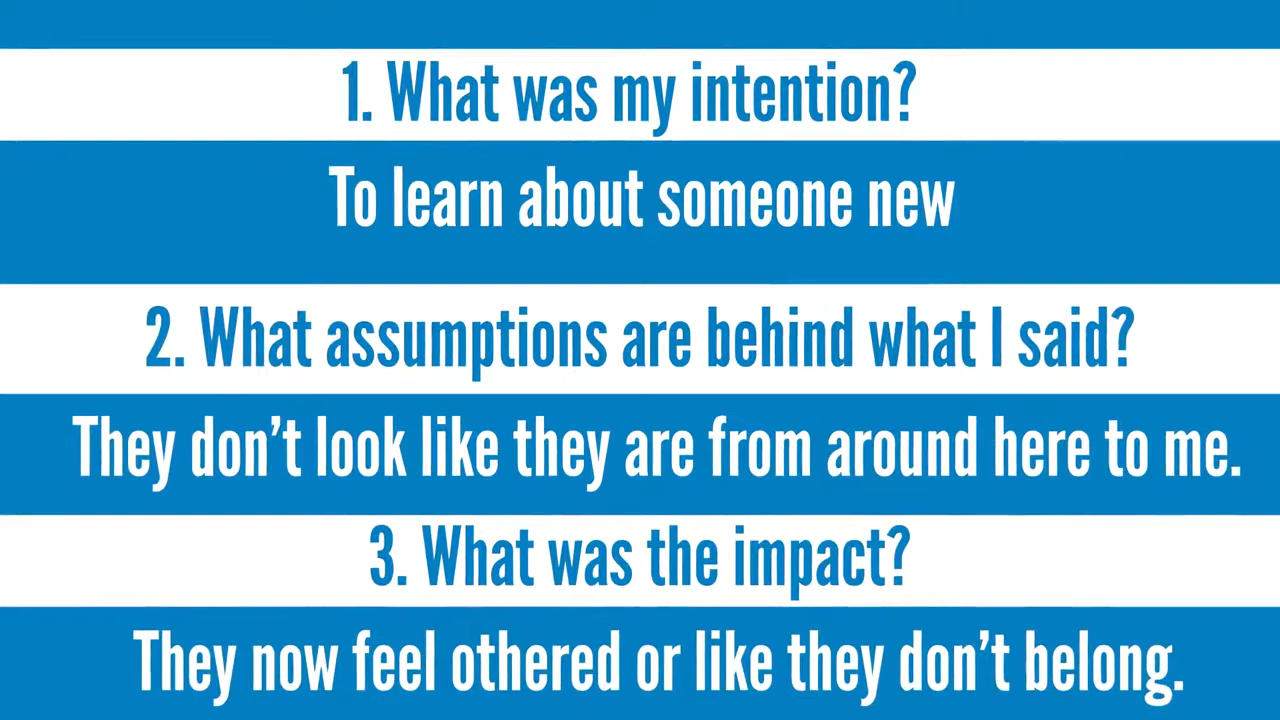 1. What was my intention?
To learn about someone new
2. What assumptions are behind what I said?
They don’t look like they are from around here to me.
3. What was the impact?
They now feel othered or like they don’t belong.